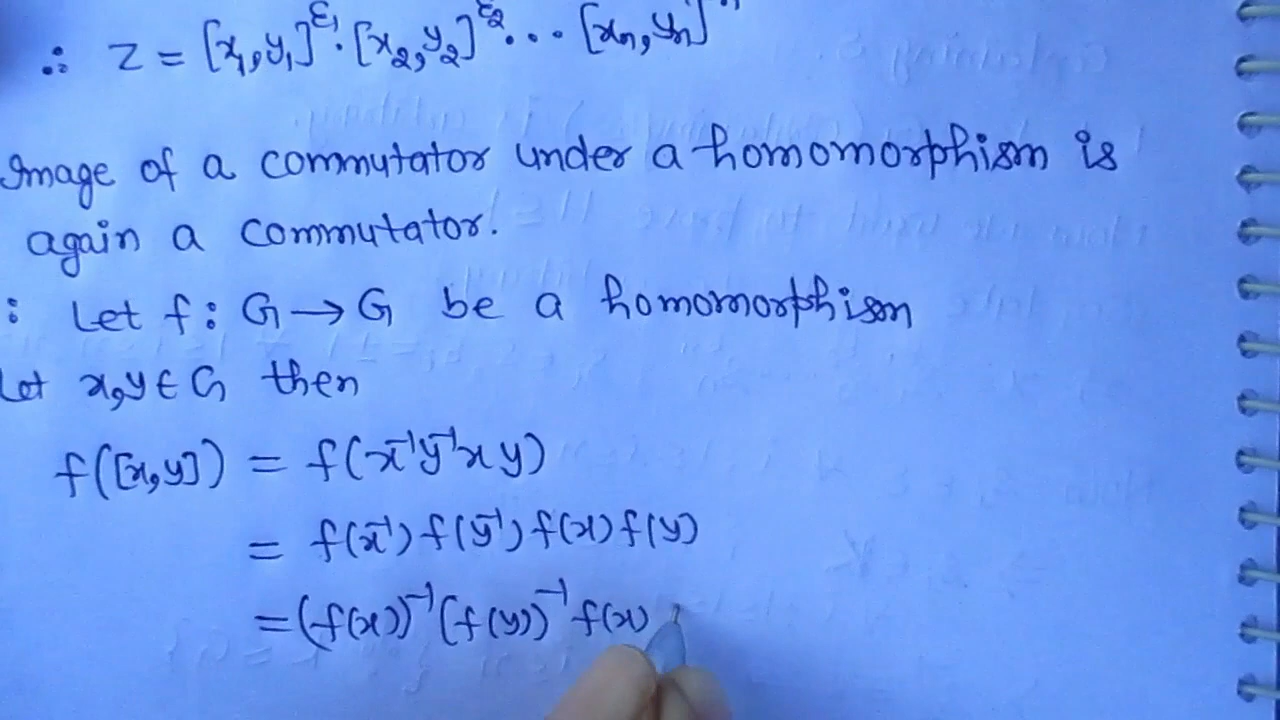 ∴ Z = [x₁,y₁]^ε₁ · [x₂,y₂]^ε₂ ... [xₙ,yₙ]
Image of a commutator under a homomorphism is
again a commutator.
: Let f : G → G be a homomorphism
Let x,y ∈ G then
f([x,y]) = f(x⁻¹y⁻¹xy)
= f(x⁻¹) f(y⁻¹) f(x) f(y)
= (f(x))⁻¹ (f(y))⁻¹ f(x)